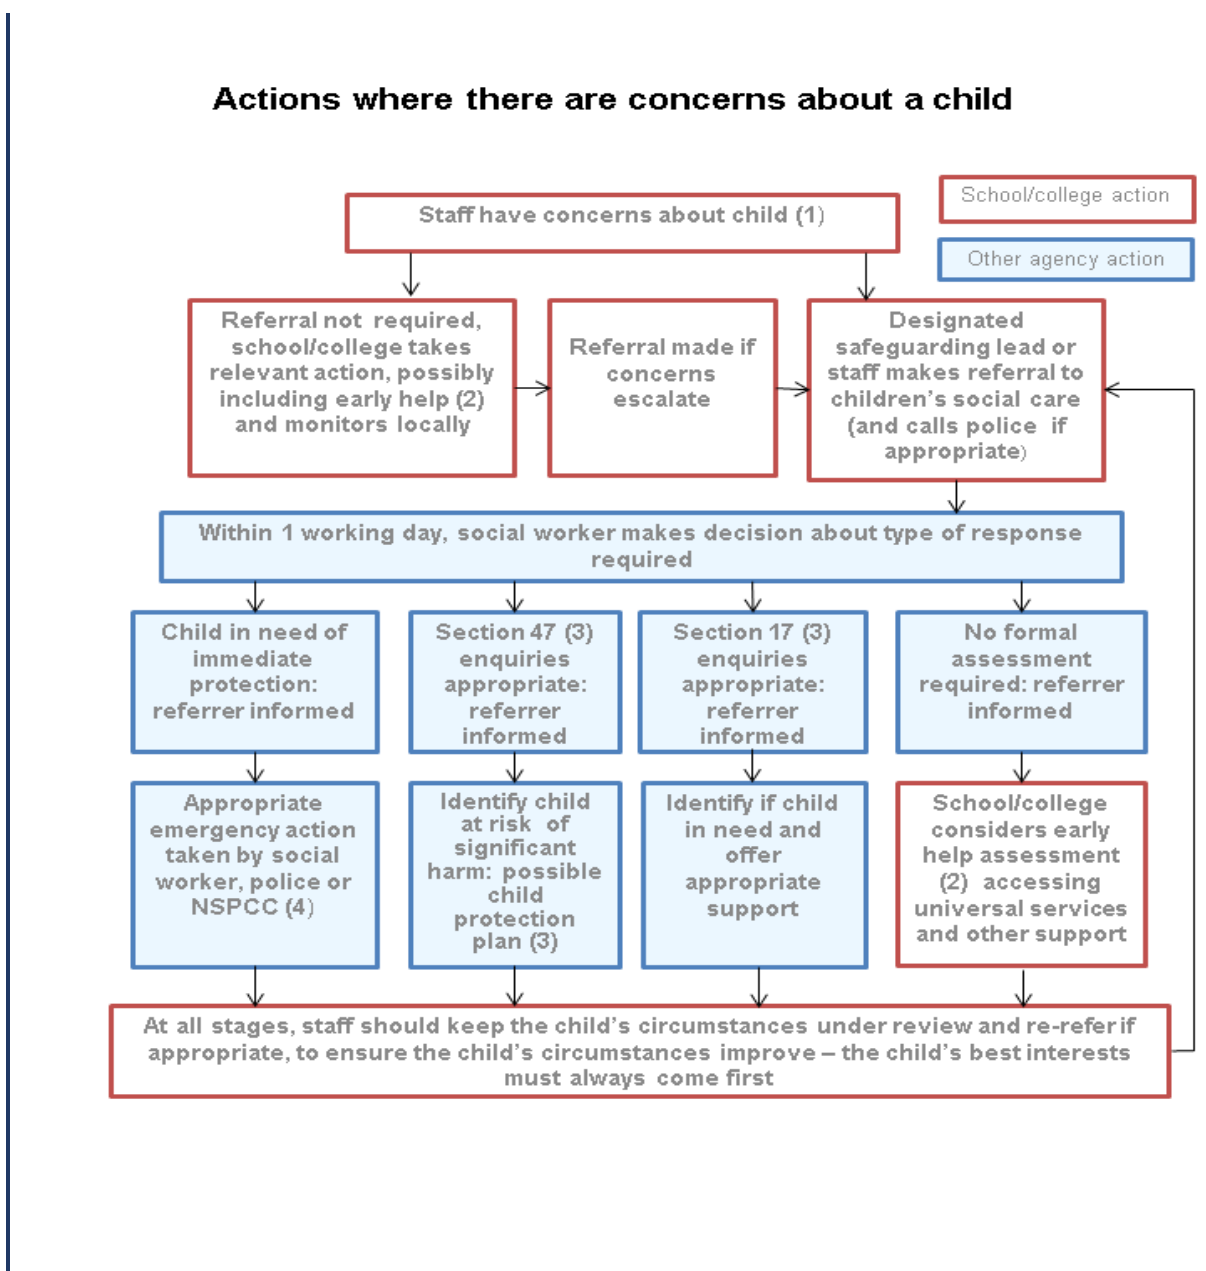 Actions where there are concerns about a child
School/college action
Staff have concerns about child (1)
Other agency action
Referral not required,
school/college takes
relevant action, possibly
including early help (2)
and monitors locally
Referral made if
concerns
escalate
Designated
safeguarding lead or
staff makes referral to
children’s social care
(and calls police if
appropriate)
Within 1 working day, social worker makes decision about type of response
required
Child in need of
immediate
protection:
referrer informed
Section 47 (3)
enquiries
appropriate:
referrer
informed
Section 17 (3)
enquiries
appropriate:
referrer
informed
No formal
assessment
required: referrer
informed
Appropriate
emergency action
taken by social
worker, police or
NSPCC (4)
Identify child
at risk of
significant
harm: possible
child
protection
plan (3)
Identify if child
in need and
offer
appropriate
support
School/college
considers early
help assessment
(2) accessing
universal services
and other support
At all stages, staff should keep the child’s circumstances under review and re-refer if
appropriate, to ensure the child’s circumstances improve – the child’s best interests
must always come first